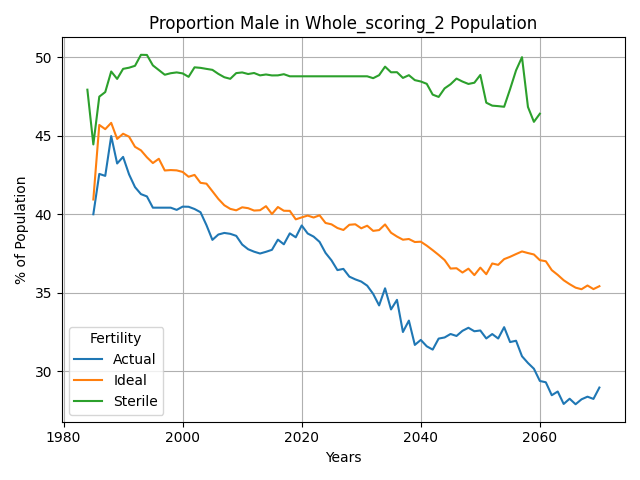 Proportion Male in Whole_scoring_2 Population
% of Population
50
45
40
35
30
Fertility
Actual
Ideal
Sterile
1980
2000
2020
2040
2060
Years